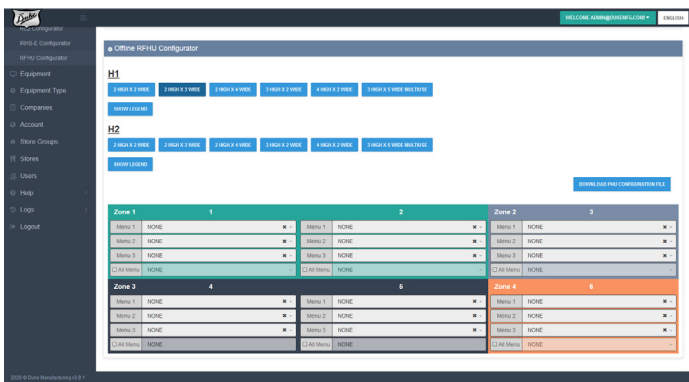 Duke
WELCOME ADMIN@DUKEMFG.COM
ENGLISH
HS2 Configurator
IRHS-E Configurator
RFHU Configurator
Equipment
Equipment Type
Companies
Account
Store Groups
Stores
Users
Help
Logs
Logout
Offline RFHU Configurator
H1
2 HIGH X 2 WIDE 2 HIGH X 3 WIDE 2 HIGH X 4 WIDE 3 HIGH X 2 WIDE 4 HIGH X 2 WIDE 3 HIGH X 5 WIDE MULTIUSE
SHOW LEGEND
H2
2 HIGH X 2 WIDE 2 HIGH X 3 WIDE 2 HIGH X 4 WIDE 3 HIGH X 2 WIDE 4 HIGH X 2 WIDE 3 HIGH X 5 WIDE MULTIUSE
SHOW LEGEND
DOWNLOAD PHU CONFIGURATION FILE
Zone 1 1 2 Zone 2 3
Menu 1 NONE Menu 1 NONE Menu 1 NONE
Menu 2 NONE Menu 2 NONE Menu 2 NONE
Menu 3 NONE Menu 3 NONE Menu 3 NONE
All Menu NONE All Menu NONE All Menu NONE
Zone 3 4 5 Zone 4 6
Menu 1 NONE Menu 1 NONE Menu 1 NONE
Menu 2 NONE Menu 2 NONE Menu 2 NONE
Menu 3 NONE Menu 3 NONE Menu 3 NONE
All Menu NONE All Menu NONE All Menu NONE
2020 © Duke Manufacturing